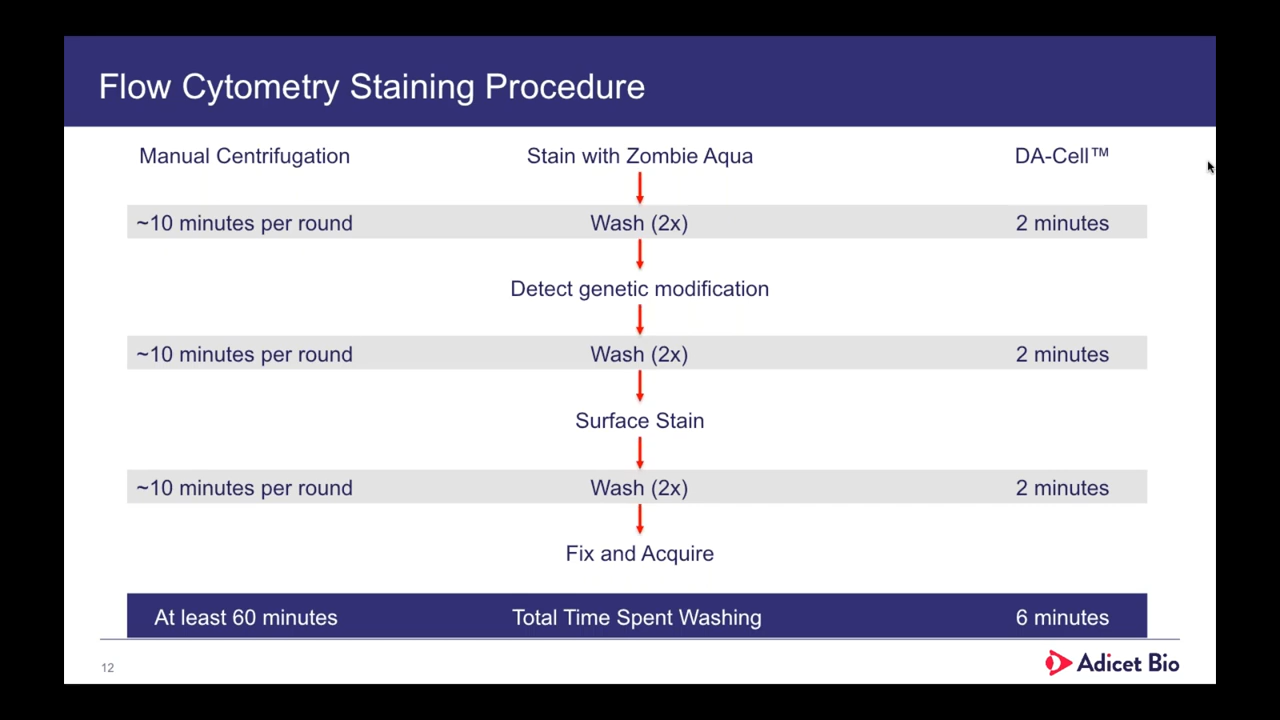 Flow Cytometry Staining Procedure
Manual Centrifugation Stain with Zombie Aqua DA-Cell™
~10 minutes per round Wash (2x) 2 minutes
Detect genetic modification
~10 minutes per round Wash (2x) 2 minutes
Surface Stain
~10 minutes per round Wash (2x) 2 minutes
Fix and Acquire
At least 60 minutes Total Time Spent Washing 6 minutes
12 Adicet Bio